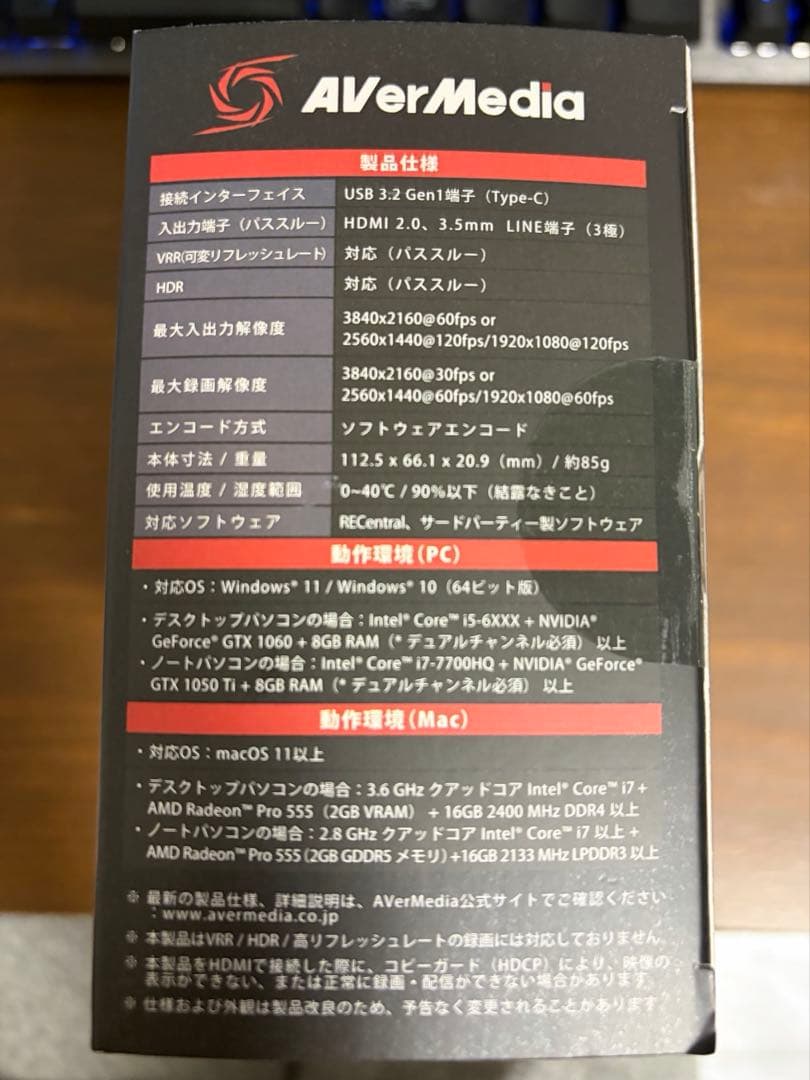 AVerMedia
製品仕様
接続インターフェイス USB 3.2 Gen1端子（Type-C）
入出力端子（パススルー） HDMI 2.0、3.5mm LINE端子（3極）
VRR(可変リフレッシュレート) 対応（パススルー）
HDR 対応（パススルー）
最大入出力解像度 3840x2160@60fps or
2560x1440@120fps/1920x1080@120fps
最大録画解像度 3840x2160@30fps or
2560x1440@60fps/1920x1080@60fps
エンコード方式 ソフトウェアエンコード
本体寸法 / 重量 112.5 x 66.1 x 20.9（mm）/ 約85g
使用温度 / 湿度範囲 0~40℃ / 90%以下（結露なきこと）
対応ソフトウェア RECentral、サードパーティー製ソフトウェア
動作環境（PC）
・対応OS：Windows® 11 / Windows® 10（64ビット版）
・デスクトップパソコンの場合：Intel® Core™ i5-6XXX + NVIDIA®
GeForce® GTX 1060 + 8GB RAM（* デュアルチャンネル必須） 以上
・ノートパソコンの場合：Intel® Core™ i7-7700HQ + NVIDIA® GeForce®
GTX 1050 Ti + 8GB RAM（* デュアルチャンネル必須） 以上
動作環境（Mac）
・対応OS：macOS 11以上
・デスクトップパソコンの場合：3.6 GHz クアッドコア Intel® Core™ i7 +
AMD Radeon™ Pro 555（2GB VRAM） + 16GB 2400 MHz DDR4 以上
・ノートパソコンの場合：2.8 GHz クアッドコア Intel® Core™ i7 以上 +
AMD Radeon™ Pro 555（2GB GDDR5 メモリ）+16GB 2133 MHz LPDDR3 以上
※ 最新の製品仕様、詳細説明は、AVerMedia公式サイトでご確認ください
：www.avermedia.co.jp
※ 本製品はVRR / HDR / 高リフレッシュレートの録画には対応しておりません
※ 本製品をHDMIで接続した際に、コピーガード（HDCP）により、映像の
表示ができない、または正常に録画・配信ができない場合があります
※ 仕様および外観は製品改良のため、予告なく変更されることがあります